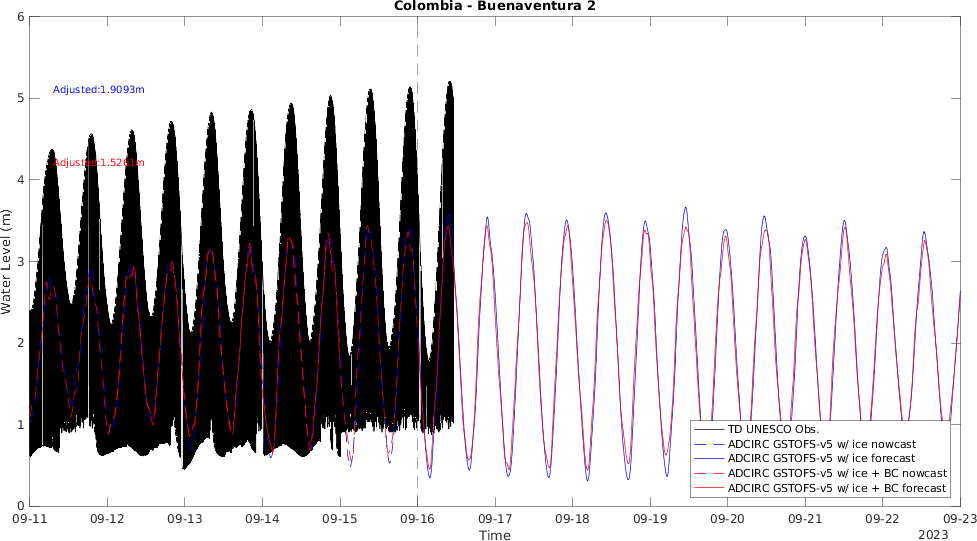 Colombia - Buenaventura 2
6
5
4
3
2
1
0
Water Level (m)
Adjusted:1.9093m
Adjusted:1.5261m
TD UNESCO Obs.
ADCIRC GSTOFS-v5 w/ ice nowcast
ADCIRC GSTOFS-v5 w/ ice forecast
ADCIRC GSTOFS-v5 w/ ice + BC nowcast
ADCIRC GSTOFS-v5 w/ ice + BC forecast
09-11 09-12 09-13 09-14 09-15 09-16 09-17 09-18 09-19 09-20 09-21 09-22 09-23
Time
2023